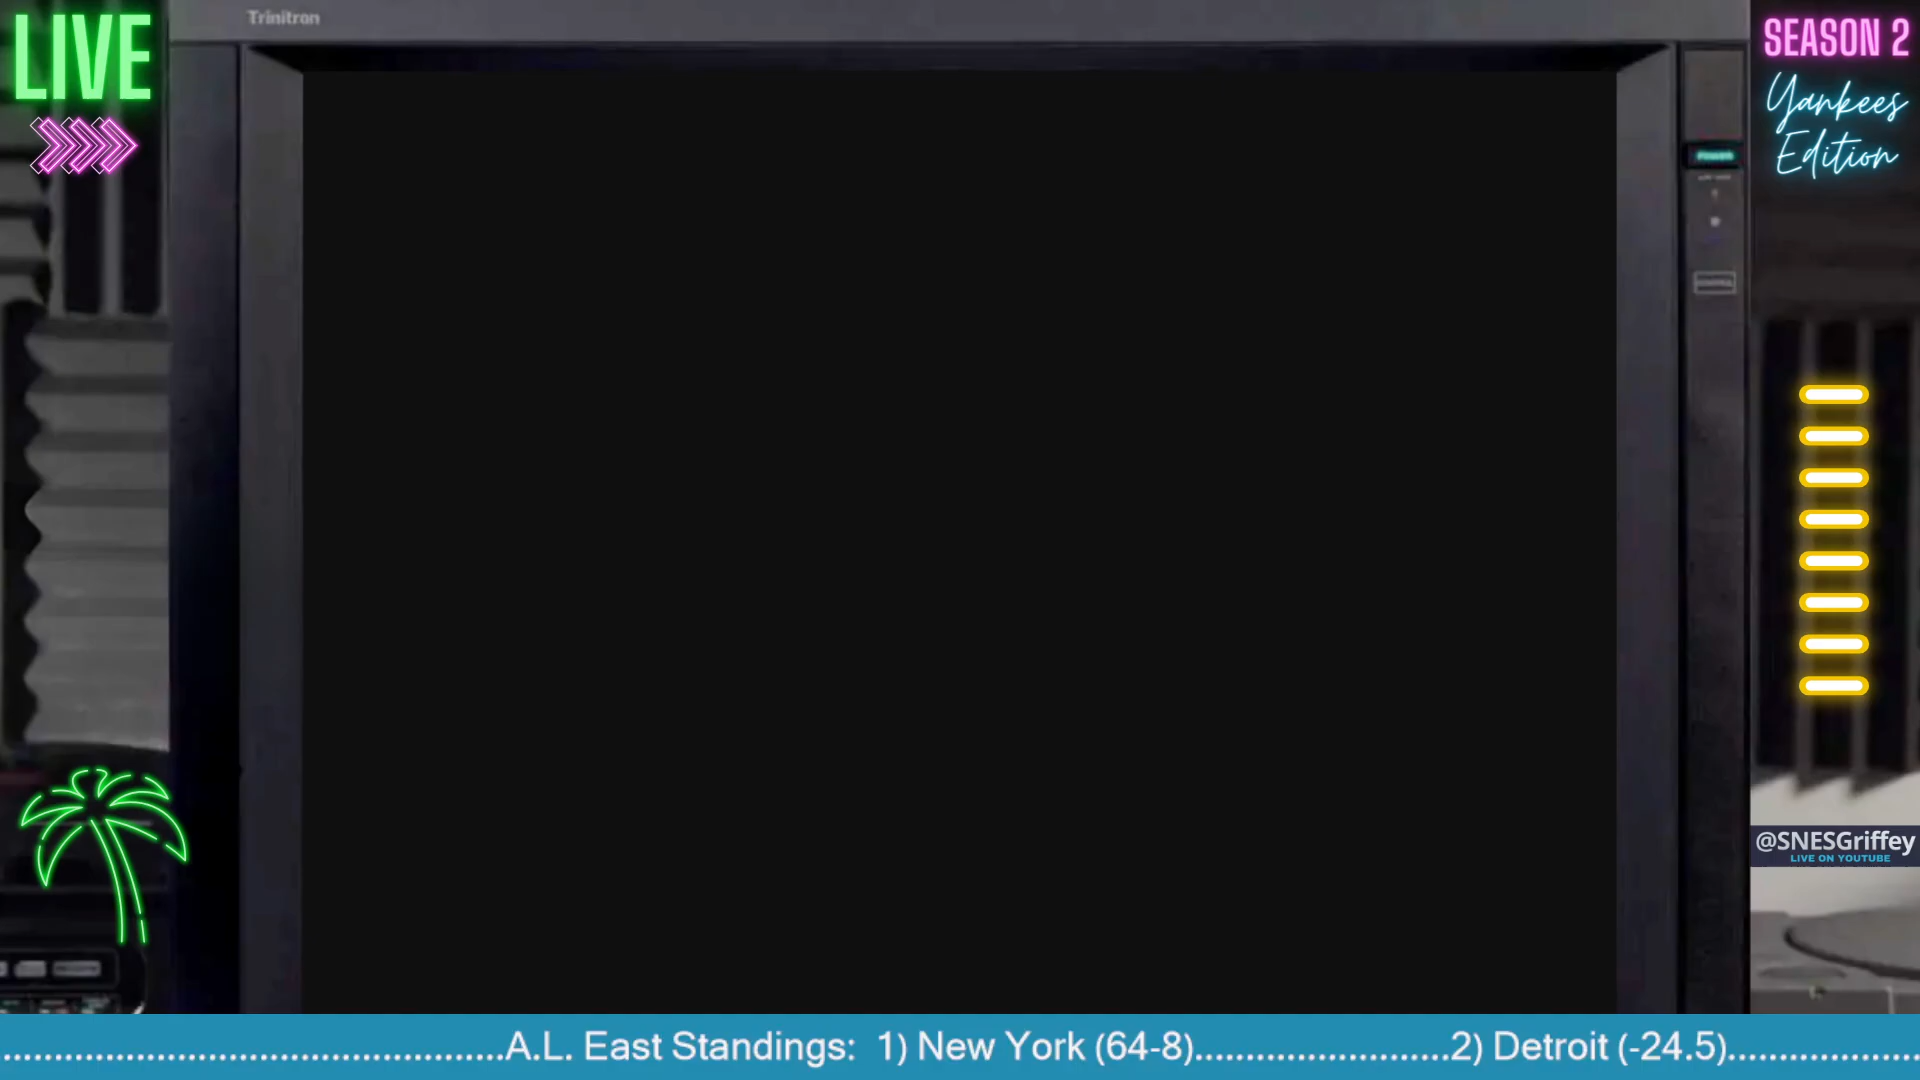 Trinitron
LIVE
SEASON 2
Yankees
Edition
@SNESGriffey
LIVE ON YOUTUBE
................................................A.L. East Standings:  1) New York (64-8).........................2) Detroit (-24.5)...................